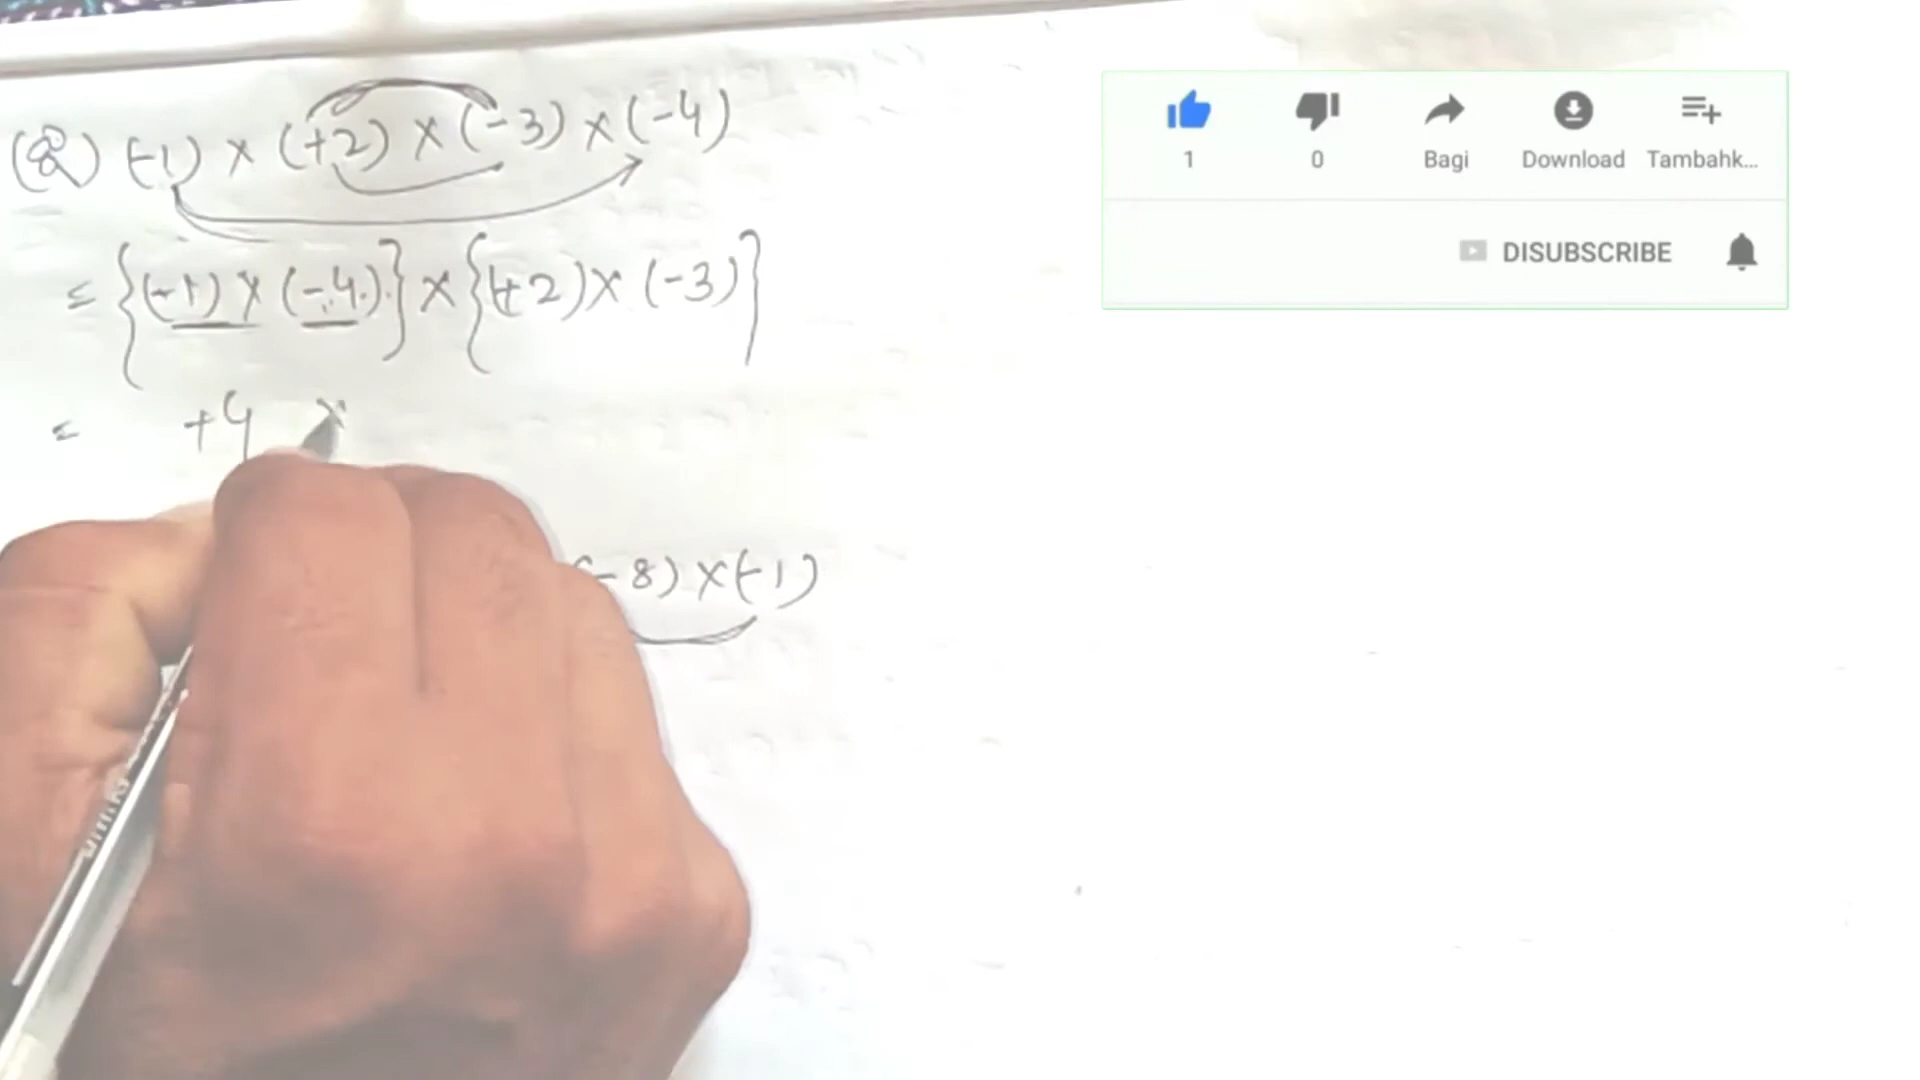 (-1) × (+2) × (-3) × (-4)
= {(-1) × (-4)} × {(+2) × (-3)}
= +4 ×
-8) × (-1)
1 0 Bagi Download Tambahk...
DISUBSCRIBE